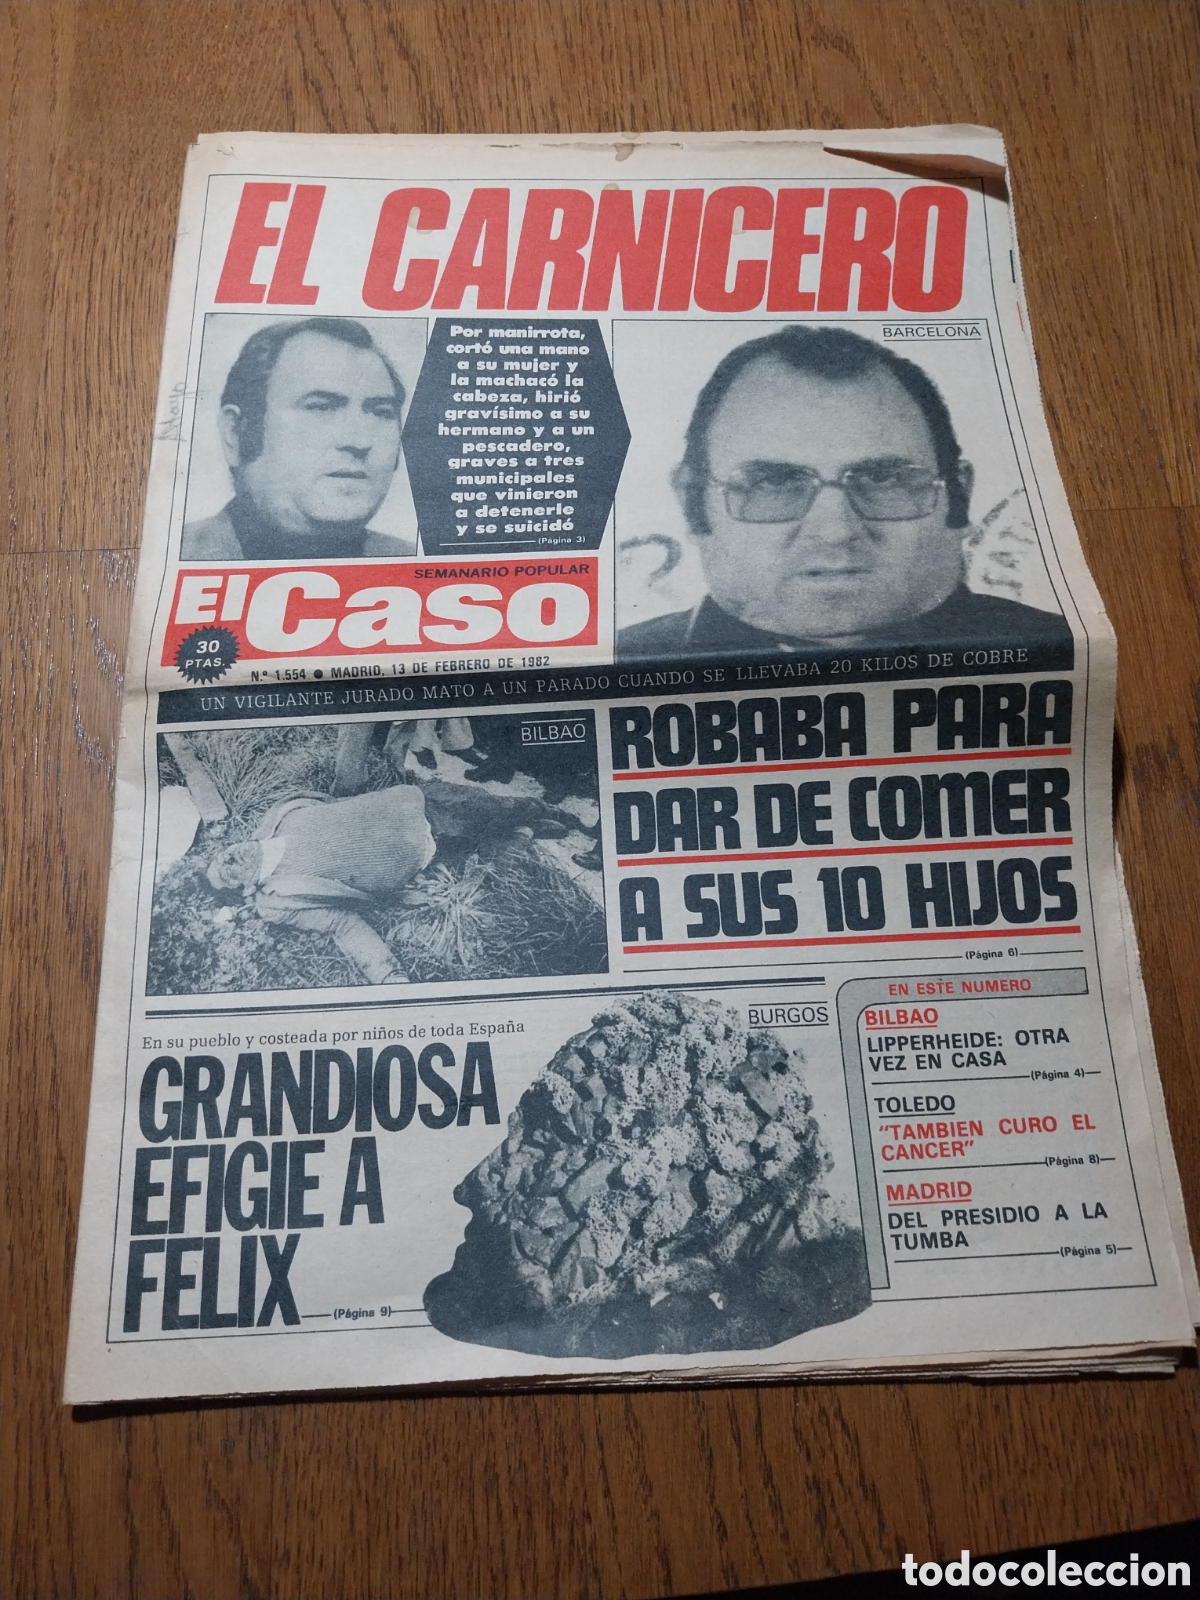 EL CARNICERO
BARCELONA
Por manirrota,
cortó una mano
a su mujer y
la machacó la
cabeza, hirió
gravísimo a su
hermano y a un
pescadero,
graves a tres
municipales
que vinieron
a detenerle
y se suicidó
(Página 3)
SEMANARIO POPULAR
El Caso
30
PTAS.
N.º 1.554 ● MADRID, 13 DE FEBRERO DE 1982
UN VIGILANTE JURADO MATO A UN PARADO CUANDO SE LLEVABA 20 KILOS DE COBRE
BILBAO
ROBABA PARA
DAR DE COMER
A SUS 10 HIJOS
(Página 6)
En su pueblo y costeada por niños de toda España
GRANDIOSA
EFIGIE A
FELIX
(Página 9)
BURGOS
EN ESTE NUMERO
BILBAO
LIPPERHEIDE: OTRA
VEZ EN CASA
(Página 4)
TOLEDO
"TAMBIEN CURO EL
CANCER"
(Página 8)
MADRID
DEL PRESIDIO A LA
TUMBA
(Página 5)
todocoleccion